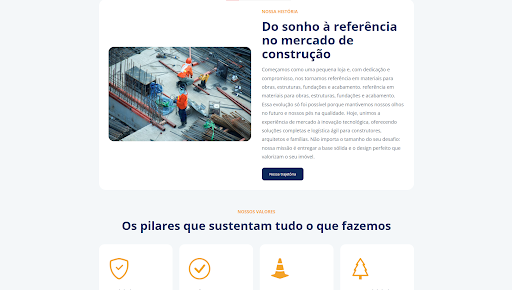 NOSSA HISTÓRIA
Do sonho à referência
no mercado de
construção
Começamos como uma pequena loja e, com dedicação e
compromisso, nos tornamos referência em materiais para
obras, estruturas, fundações e acabamento. referência em
materiais para obras, estruturas, fundações e acabamento.
Essa evolução só foi possível porque mantivemos nossos olhos
no futuro e nossos pés na qualidade. Hoje, unimos a
experiência de mercado à inovação tecnológica, oferecendo
soluções completas e logística ágil para construtores,
arquitetos e famílias. Não importa o tamanho do seu desafio:
nossa missão é entregar a base sólida e o design perfeito que
valorizam o seu imóvel.
Nossa trajetória
NOSSOS VALORES
Os pilares que sustentam tudo o que fazemos